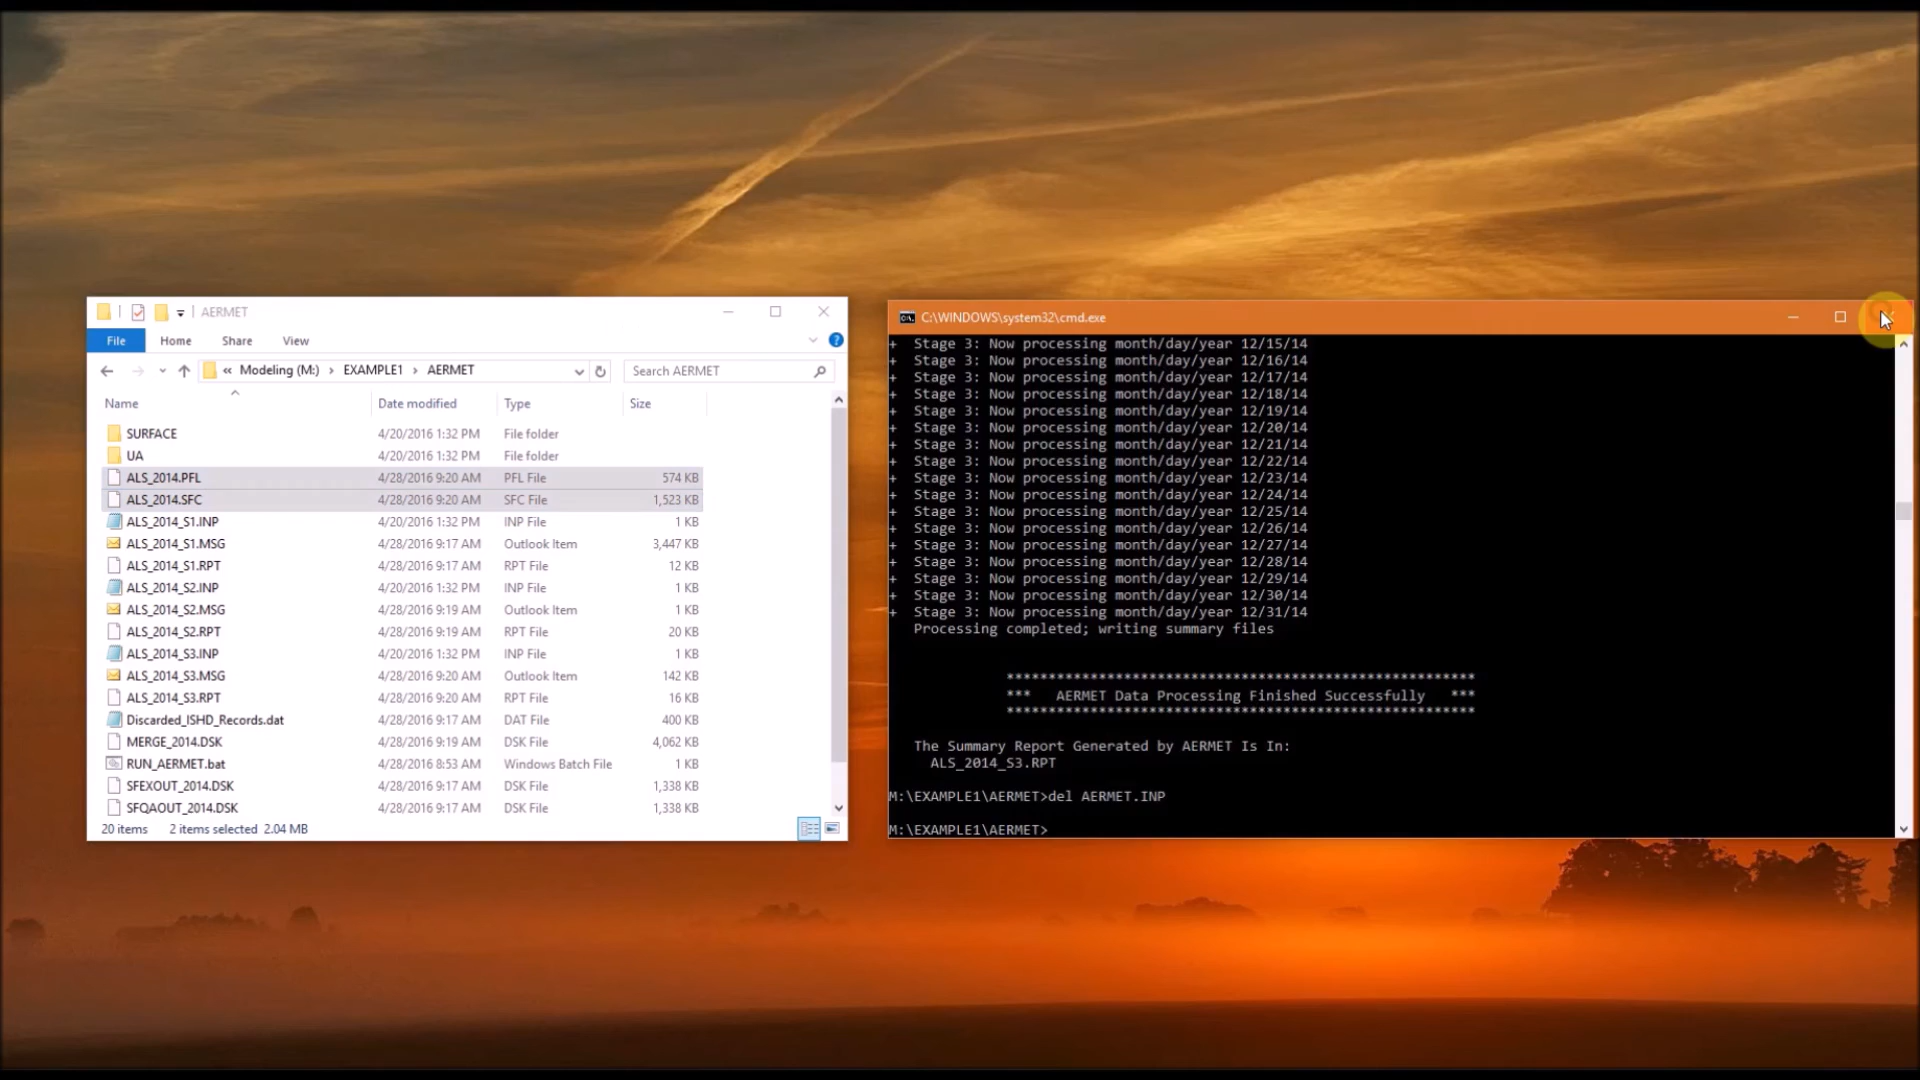 AERMET
File Home Share View
« Modeling (M:) › EXAMPLE1 › AERMET
Search AERMET
Name Date modified Type Size
SURFACE 4/20/2016 1:32 PM File folder
UA 4/20/2016 1:32 PM File folder
ALS_2014.PFL 4/28/2016 9:20 AM PFL File 574 KB
ALS_2014.SFC 4/28/2016 9:20 AM SFC File 1,523 KB
ALS_2014_S1.INP 4/20/2016 1:32 PM INP File 1 KB
ALS_2014_S1.MSG 4/28/2016 9:17 AM Outlook Item 3,447 KB
ALS_2014_S1.RPT 4/28/2016 9:17 AM RPT File 12 KB
ALS_2014_S2.INP 4/20/2016 1:32 PM INP File 1 KB
ALS_2014_S2.MSG 4/28/2016 9:19 AM Outlook Item 1 KB
ALS_2014_S2.RPT 4/28/2016 9:19 AM RPT File 20 KB
ALS_2014_S3.INP 4/20/2016 1:32 PM INP File 1 KB
ALS_2014_S3.MSG 4/28/2016 9:20 AM Outlook Item 142 KB
ALS_2014_S3.RPT 4/28/2016 9:20 AM RPT File 16 KB
Discarded_ISHD_Records.dat 4/28/2016 9:17 AM DAT File 400 KB
MERGE_2014.DSK 4/28/2016 9:19 AM DSK File 4,062 KB
RUN_AERMET.bat 4/28/2016 8:53 AM Windows Batch File 1 KB
SFEXOUT_2014.DSK 4/28/2016 9:17 AM DSK File 1,338 KB
SFQAOUT_2014.DSK 4/28/2016 9:17 AM DSK File 1,338 KB
20 items 2 items selected 2.04 MB
C:\WINDOWS\system32\cmd.exe
+ Stage 3: Now processing month/day/year 12/15/14
+ Stage 3: Now processing month/day/year 12/16/14
+ Stage 3: Now processing month/day/year 12/17/14
+ Stage 3: Now processing month/day/year 12/18/14
+ Stage 3: Now processing month/day/year 12/19/14
+ Stage 3: Now processing month/day/year 12/20/14
+ Stage 3: Now processing month/day/year 12/21/14
+ Stage 3: Now processing month/day/year 12/22/14
+ Stage 3: Now processing month/day/year 12/23/14
+ Stage 3: Now processing month/day/year 12/24/14
+ Stage 3: Now processing month/day/year 12/25/14
+ Stage 3: Now processing month/day/year 12/26/14
+ Stage 3: Now processing month/day/year 12/27/14
+ Stage 3: Now processing month/day/year 12/28/14
+ Stage 3: Now processing month/day/year 12/29/14
+ Stage 3: Now processing month/day/year 12/30/14
+ Stage 3: Now processing month/day/year 12/31/14
Processing completed; writing summary files
********************************************************
*** AERMET Data Processing Finished Successfully ***
********************************************************
The Summary Report Generated by AERMET Is In:
ALS_2014_S3.RPT
M:\EXAMPLE1\AERMET>del AERMET.INP
M:\EXAMPLE1\AERMET>